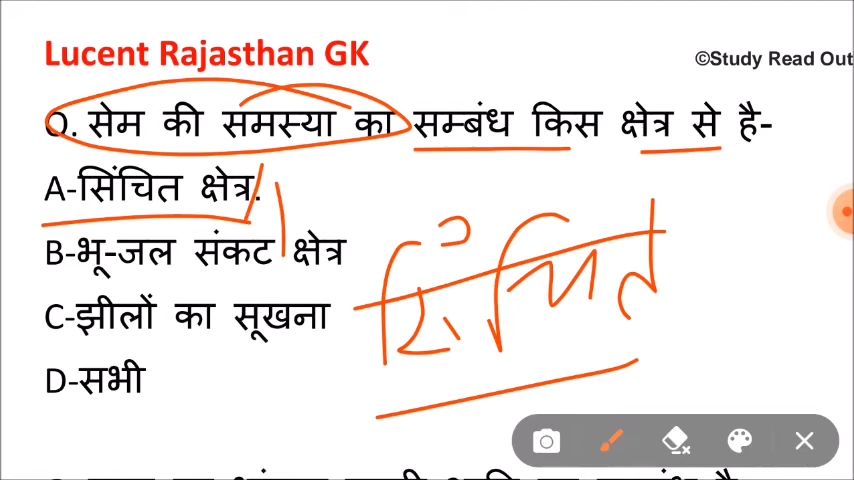 Lucent Rajasthan GK
©Study Read Out
Q. सेम की समस्या का सम्बंध किस क्षेत्र से है-
A-सिंचित क्षेत्र.
B-भू-जल संकट क्षेत्र
C-झीलों का सूखना
D-सभी
सिंचित